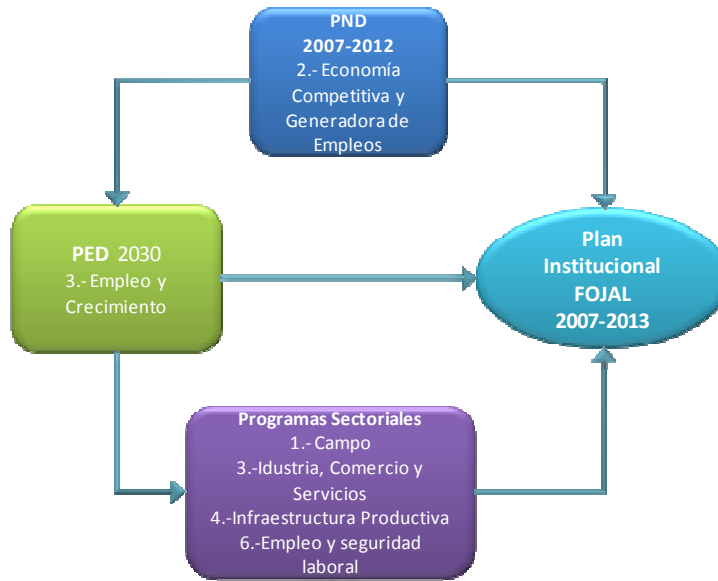 PND
2007-2012
2.- Economía
Competitiva y
Generadora de
Empleos
PED 2030
3.- Empleo y
Crecimiento
Plan
Institucional
FOJAL
2007-2013
Programas Sectoriales
1.- Campo
3.-Idustria, Comercio y
Servicios
4.-Infraestructura Productiva
6.-Empleo y seguridad
laboral